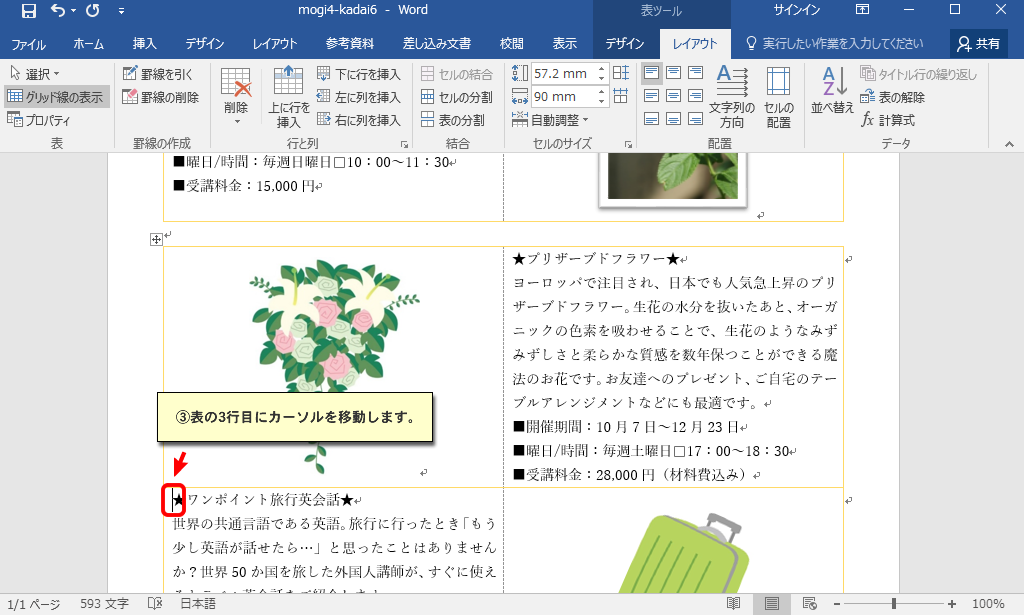 mogi4-kadai6 - Word
表ツール
サインイン
ファイル ホーム 挿入 デザイン レイアウト 参考資料 差し込み文書 校閲 表示 デザイン レイアウト 実行したい作業を入力してください 共有
選択
グリッド線の表示
プロパティ
表
罫線を引く
罫線の削除
罫線の作成
削除
上に行を
挿入
下に行を挿入
左に列を挿入
右に列を挿入
行と列
セルの結合
セルの分割
表の分割
結合
57.2 mm
90 mm
自動調整
セルのサイズ
文字列の
方向
セルの
配置
配置
並べ替え
タイトル行の繰り返し
表の解除
計算式
データ
■曜日/時間：毎週日曜日□10：00～11：30
■受講料金：15,000 円
★プリザーブドフラワー★
ヨーロッパで注目され、日本でも人気急上昇のプリ
ザーブドフラワー。生花の水分を抜いたあと、オーガ
ニックの色素を吸わせることで、生花のようなみず
みずしさと柔らかな質感を数年保つことができる魔
法のお花です。お友達へのプレゼント、ご自宅のテー
ブルアレンジメントなどにも最適です。
■開催期間：10 月 7 日～12 月 23 日
■曜日/時間：毎週土曜日□17：00～18：30
■受講料金：28,000 円（材料費込み）
③表の3行目にカーソルを移動します。
★ワンポイント旅行英会話★
世界の共通言語である英語。旅行に行ったとき「もう
少し英語が話せたら…」と思ったことはありません
か？世界 50 か国を旅した外国人講師が、すぐに使え
1/1 ページ 593 文字 日本語 100%